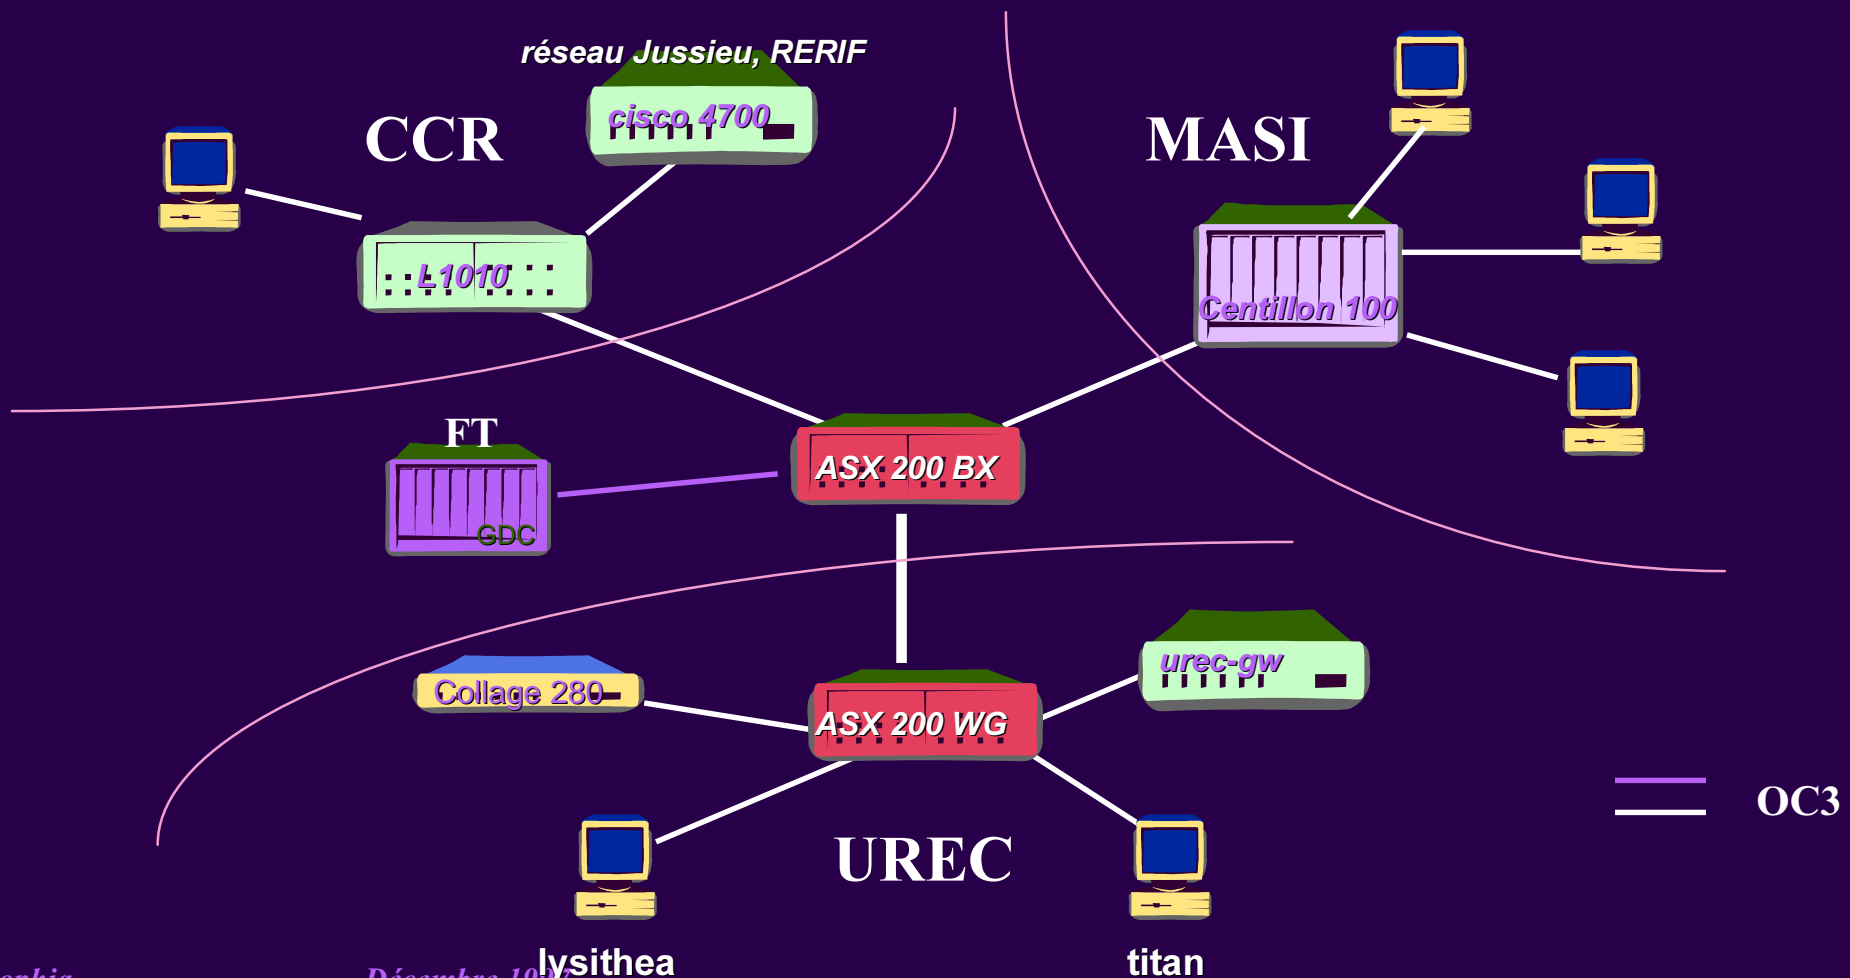 réseau Jussieu, RERIF
cisco 4700
CCR
MASI
L1010
Centillon 100
FT
ASX 200 BX
GDC
urec-gw
Collage 280
ASX 200 WG
OC3
UREC
lysithea
titan
Décembre